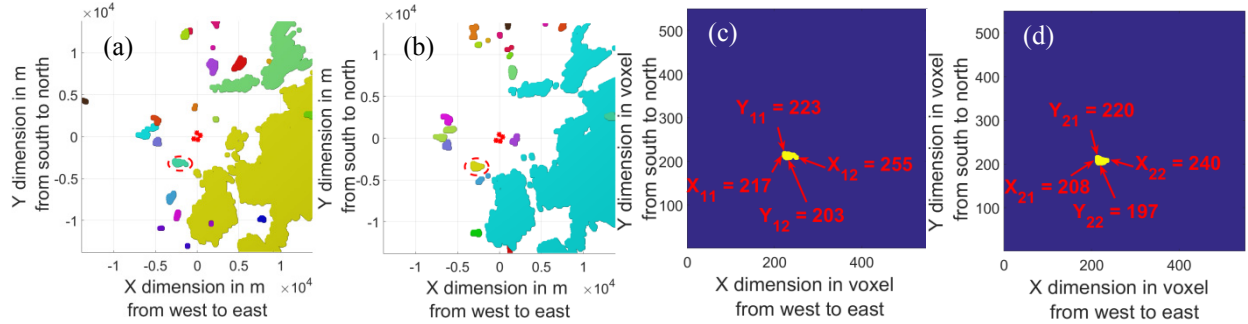 ×10⁴
(a)
1
0.5
0
-0.5
-1
-1
-0.5
0
0.5
1
×10⁴
Y dimension in m
from south to north
X dimension in m
from west to east
×10⁴
(b)
1
0.5
0
-0.5
-1
-1
-0.5
0
0.5
1
×10⁴
Y dimension in m
from south to north
X dimension in m
from west to east
(c)
500
400
300
200
100
0
200
400
Y₁₁ = 223
X₁₂ = 255
X₁₁ = 217
Y₁₂ = 203
Y dimension in voxel
from south to north
X dimension in voxel
from west to east
(d)
500
400
300
200
100
0
200
400
Y₂₁ = 220
X₂₂ = 240
X₂₁ = 208
Y₂₂ = 197
Y dimension in voxel
from south to north
X dimension in voxel
from west to east